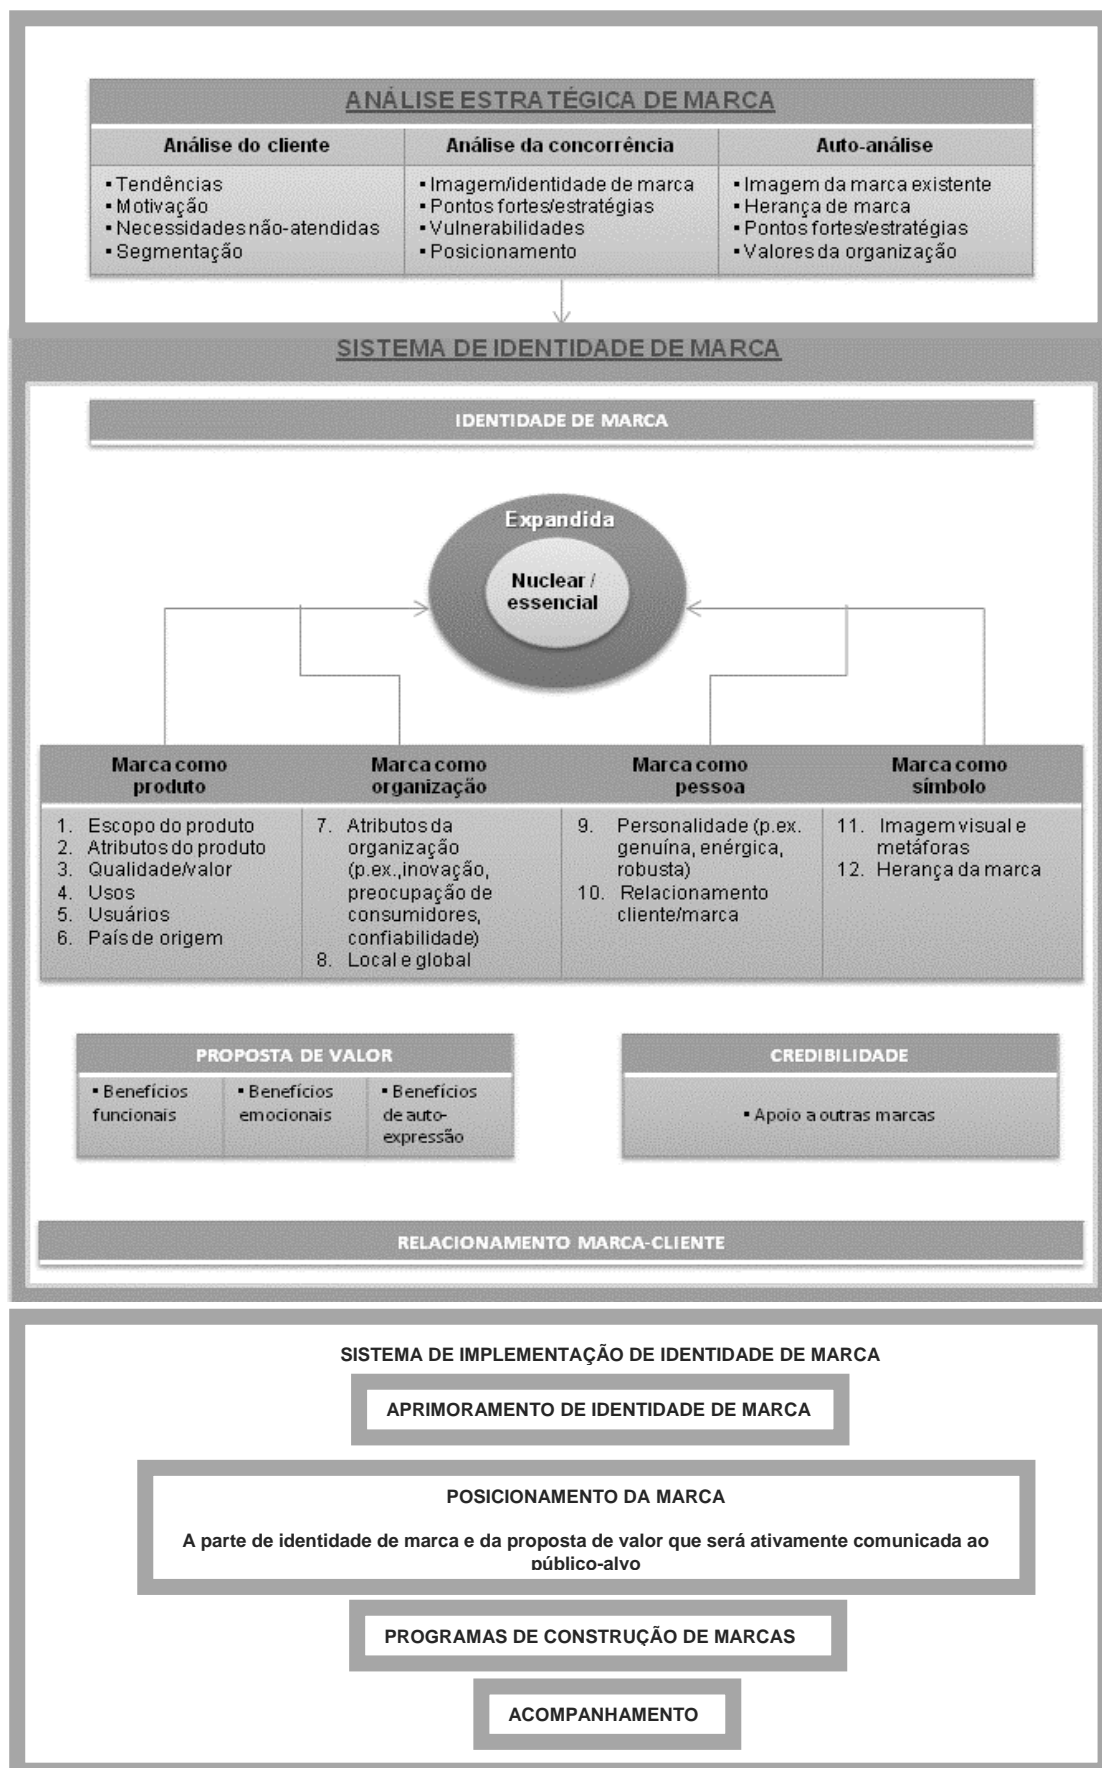 ANÁLISE ESTRATÉGICA DE MARCA
Análise do cliente
▪ Tendências
▪ Motivação
▪ Necessidades não-atendidas
▪ Segmentação
Análise da concorrência
▪ Imagem/identidade de marca
▪ Pontos fortes/estratégias
▪ Vulnerabilidades
▪ Posicionamento
Auto-análise
▪ Imagem da marca existente
▪ Herança de marca
▪ Pontos fortes/estratégias
▪ Valores da organização
SISTEMA DE IDENTIDADE DE MARCA
IDENTIDADE DE MARCA
Expandida
Nuclear /
essencial
Marca como
produto
1. Escopo do produto
2. Atributos do produto
3. Qualidade/valor
4. Usos
5. Usuários
6. País de origem
Marca como
organização
7. Atributos da
organização
(p.ex.,inovação,
preocupação de
consumidores,
confiabilidade)
8. Local e global
Marca como
pessoa
9. Personalidade (p.ex.
genuína, enérgica,
robusta)
10. Relacionamento
cliente/marca
Marca como
símbolo
11. Imagem visual e
metáforas
12. Herança da marca
PROPOSTA DE VALOR
▪ Benefícios
funcionais
▪ Benefícios
emocionais
▪ Benefícios
de auto-
expressão
CREDIBILIDADE
▪ Apoio a outras marcas
RELACIONAMENTO MARCA-CLIENTE
SISTEMA DE IMPLEMENTAÇÃO DE IDENTIDADE DE MARCA
APRIMORAMENTO DE IDENTIDADE DE MARCA
POSICIONAMENTO DA MARCA
A parte de identidade de marca e da proposta de valor que será ativamente comunicada ao
público-alvo
PROGRAMAS DE CONSTRUÇÃO DE MARCAS
ACOMPANHAMENTO